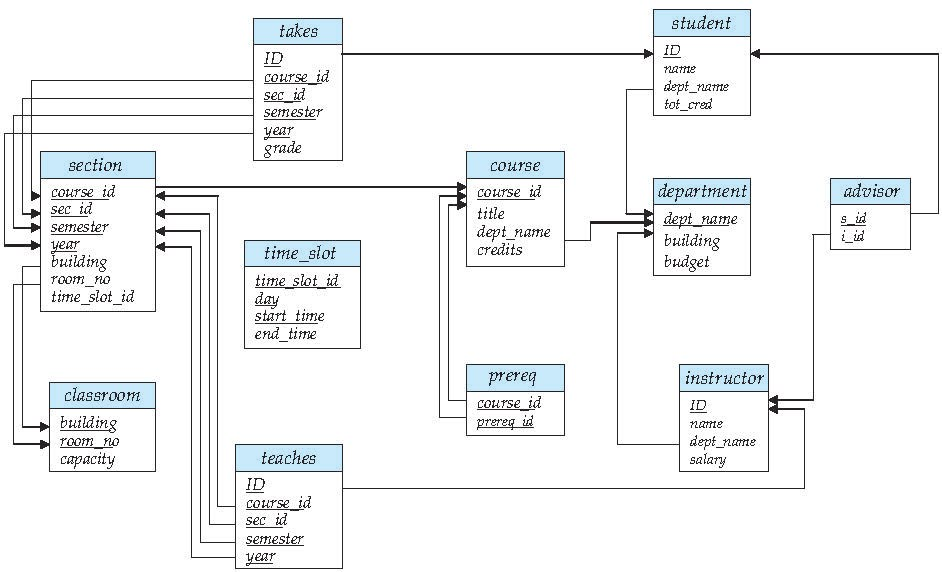 takes
ID
course_id
sec_id
semester
year
grade
student
ID
name
dept_name
tot_cred
section
course_id
sec_id
semester
year
building
room_no
time_slot_id
course
course_id
title
dept_name
credits
department
dept_name
building
budget
advisor
s_id
i_id
time_slot
time_slot_id
day
start_time
end_time
prereq
course_id
prereq_id
instructor
ID
name
dept_name
salary
classroom
building
room_no
capacity
teaches
ID
course_id
sec_id
semester
year